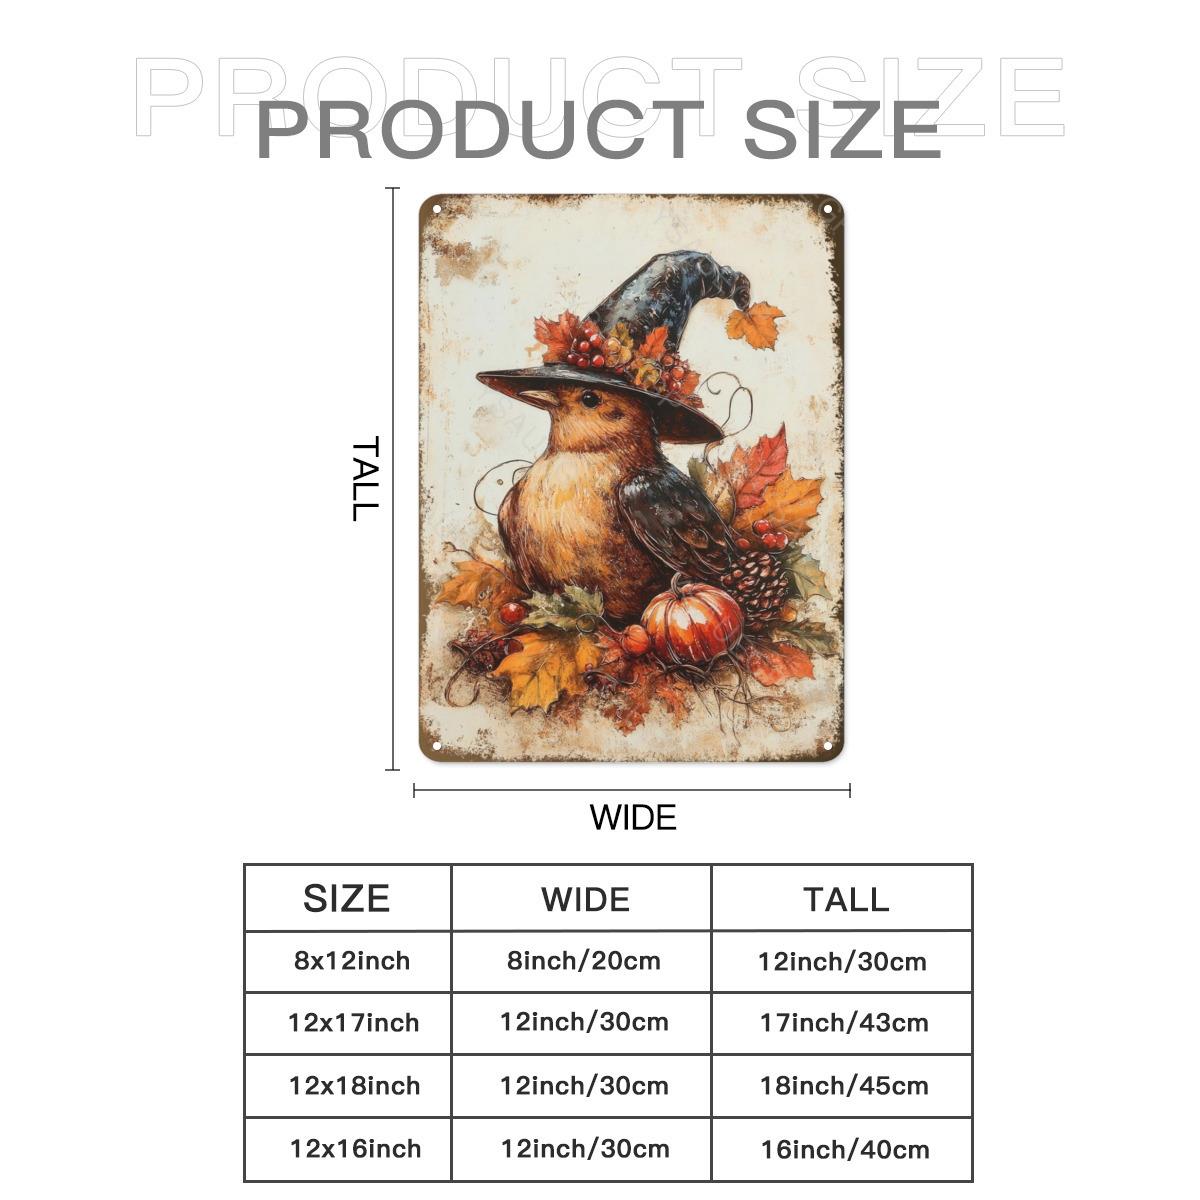 PRODUCT SIZE
PRODUCT SIZE
TALL
WIDE
SIZE WIDE TALL
8x12inch 8inch/20cm 12inch/30cm
12x17inch 12inch/30cm 17inch/43cm
12x18inch 12inch/30cm 18inch/45cm
12x16inch 12inch/30cm 16inch/40cm